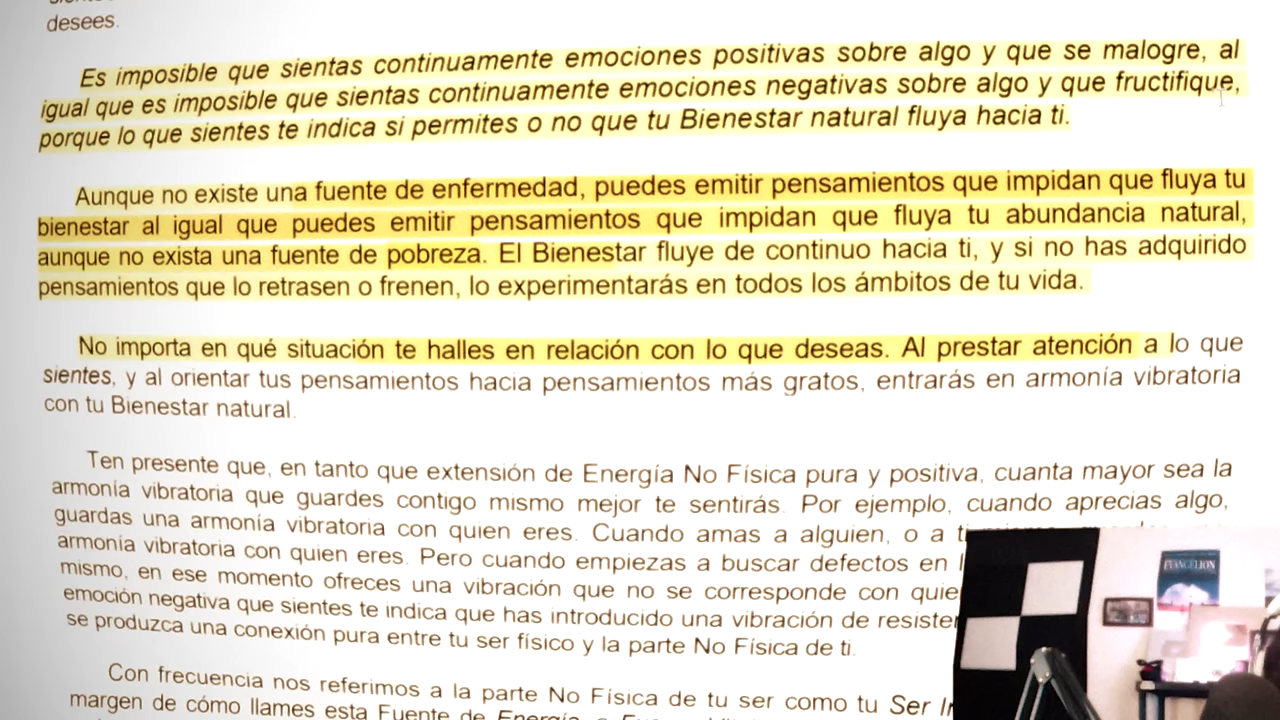 desees.
Es imposible que sientas continuamente emociones positivas sobre algo y que se malogre, al
igual que es imposible que sientas continuamente emociones negativas sobre algo y que fructifique,
porque lo que sientes te indica si permites o no que tu Bienestar natural fluya hacia ti.
Aunque no existe una fuente de enfermedad, puedes emitir pensamientos que impidan que fluya tu
bienestar al igual que puedes emitir pensamientos que impidan que fluya tu abundancia natural,
aunque no exista una fuente de pobreza. El Bienestar fluye de continuo hacia ti, y si no has adquirido
pensamientos que lo retrasen o frenen, lo experimentarás en todos los ámbitos de tu vida.
No importa en qué situación te halles en relación con lo que deseas. Al prestar atención a lo que
sientes, y al orientar tus pensamientos hacia pensamientos más gratos, entrarás en armonía vibratoria
con tu Bienestar natural.
Ten presente que, en tanto que extensión de Energía No Física pura y positiva, cuanta mayor sea la
armonía vibratoria que guardes contigo mismo mejor te sentirás. Por ejemplo, cuando aprecias algo,
guardas una armonía vibratoria con quien eres. Cuando amas a alguien, o a
armonía vibratoria con quien eres. Pero cuando empiezas a buscar defectos en
mismo, en ese momento ofreces una vibración que no se corresponde con
emoción negativa que sientes te indica que has introducido una vibración de
se produzca una conexión pura entre tu ser físico y la parte No Física de ti.
Con frecuencia nos referimos a la parte No Física de tu ser como tu Ser
margen de cómo llames esta Fuente de
EVANGELION